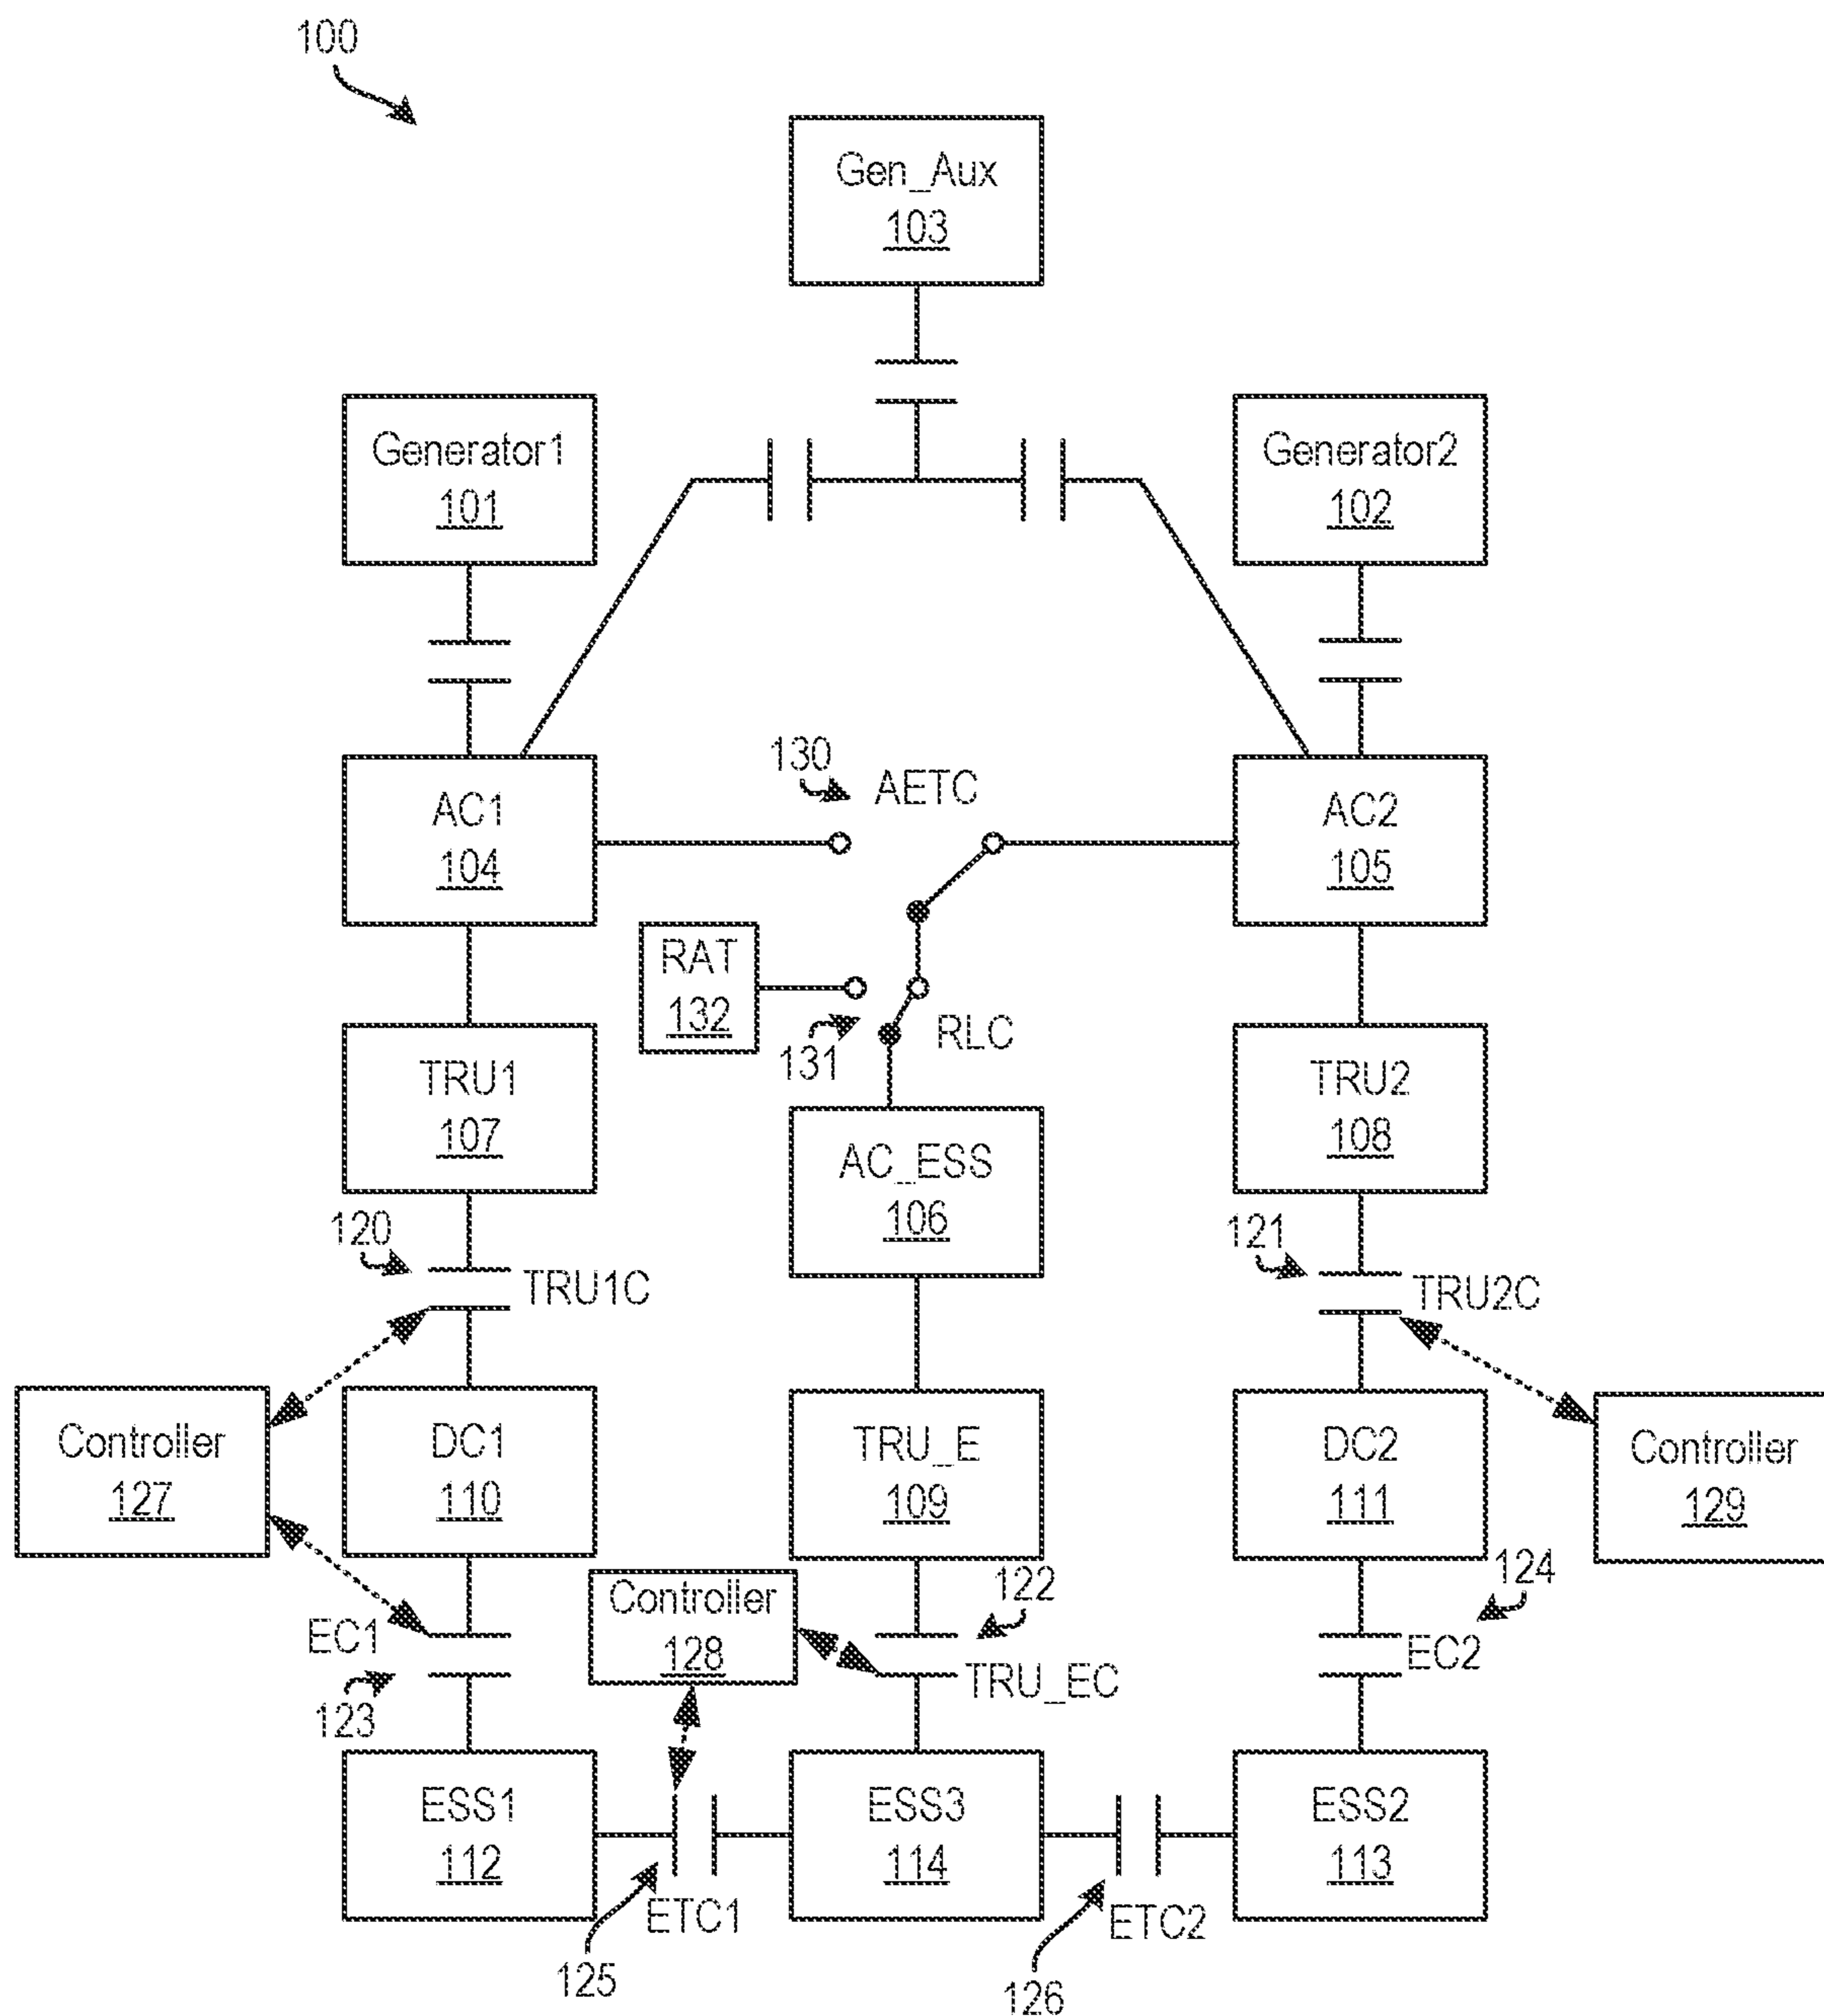 100
Gen_Aux
103
Generator1
101
Generator2
102
130
AETC
AC1
104
AC2
105
RAT
132
131
RLC
TRU1
107
TRU2
108
AC_ESS
106
120
TRU1C
121
TRU2C
Controller
127
DC1
110
TRU_E
109
DC2
111
Controller
129
EC1
123
Controller
128
122
TRU_EC
124
EC2
ESS1
112
ESS3
114
ESS2
113
ETC1
125
ETC2
126